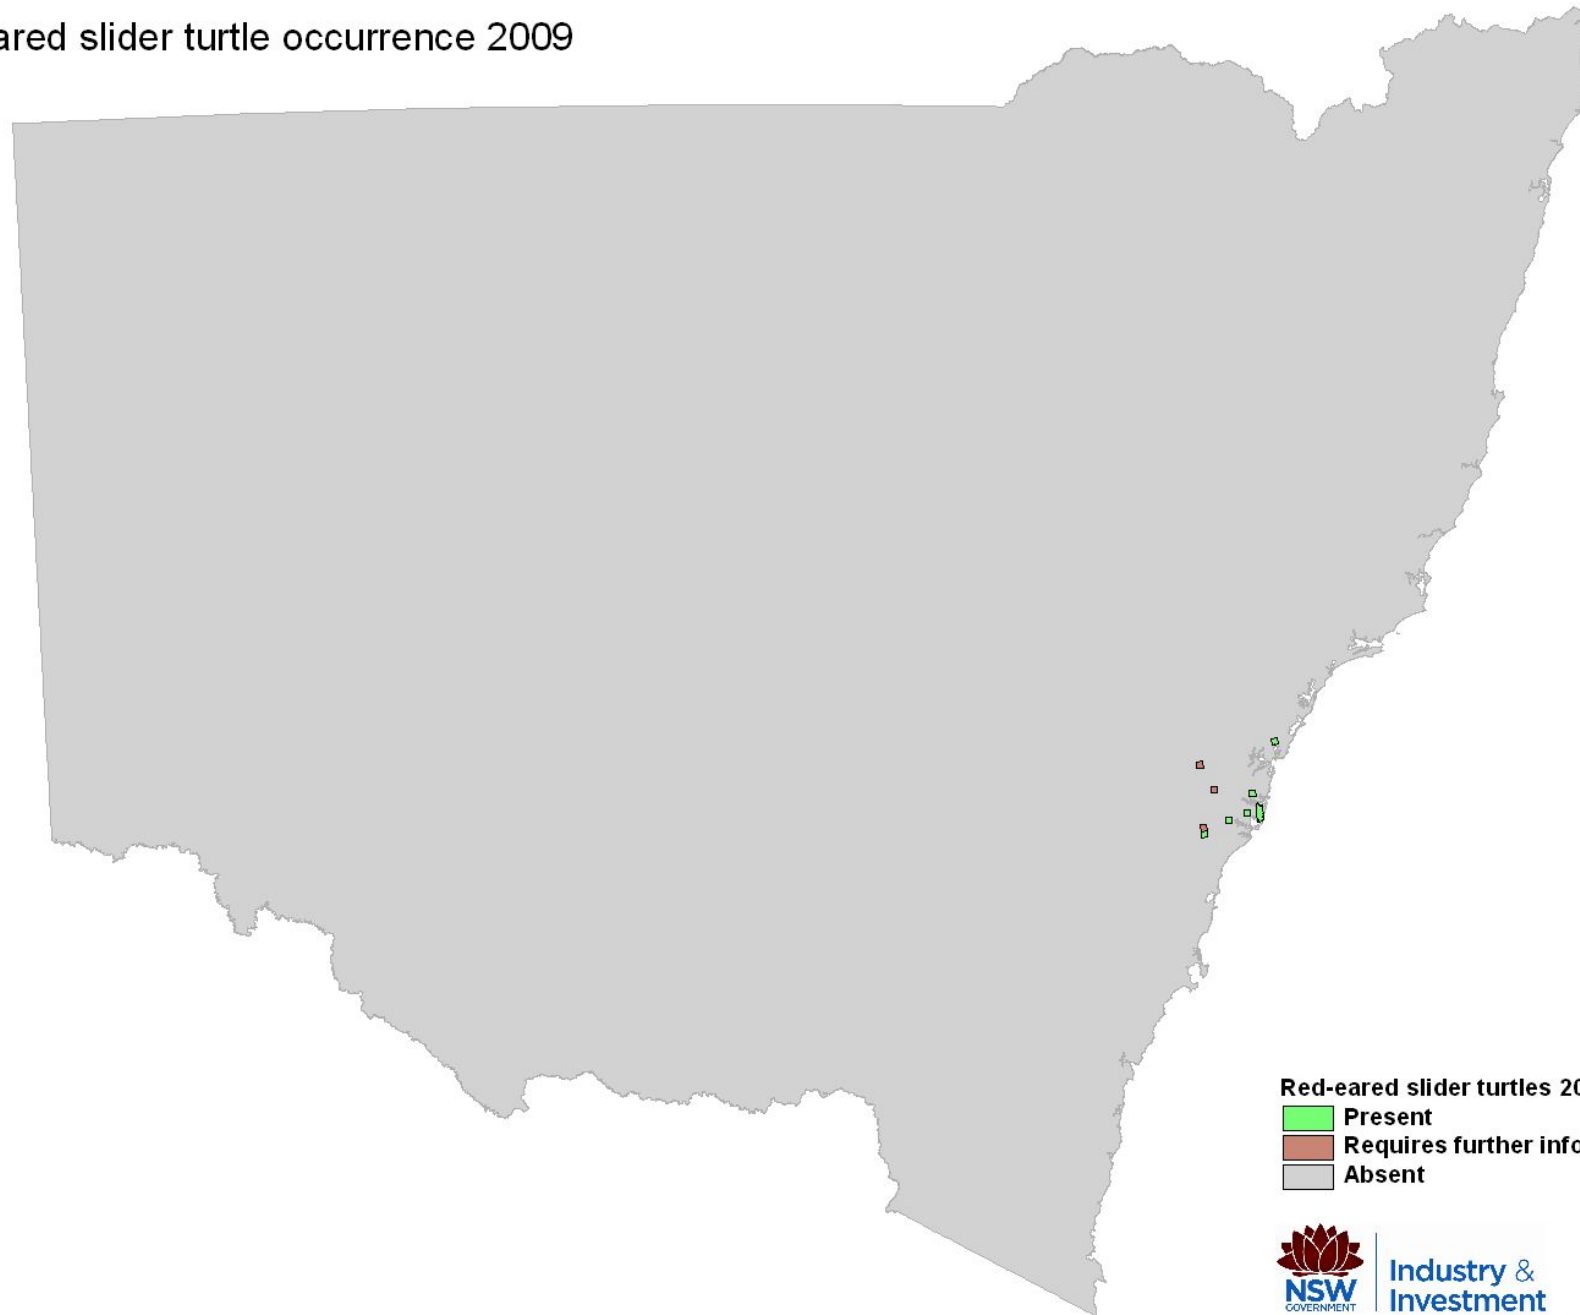 ared slider turtle occurrence 2009
Red-eared slider turtles 20
Present
Requires further info
Absent
NSW
GOVERNMENT
Industry &
Investment